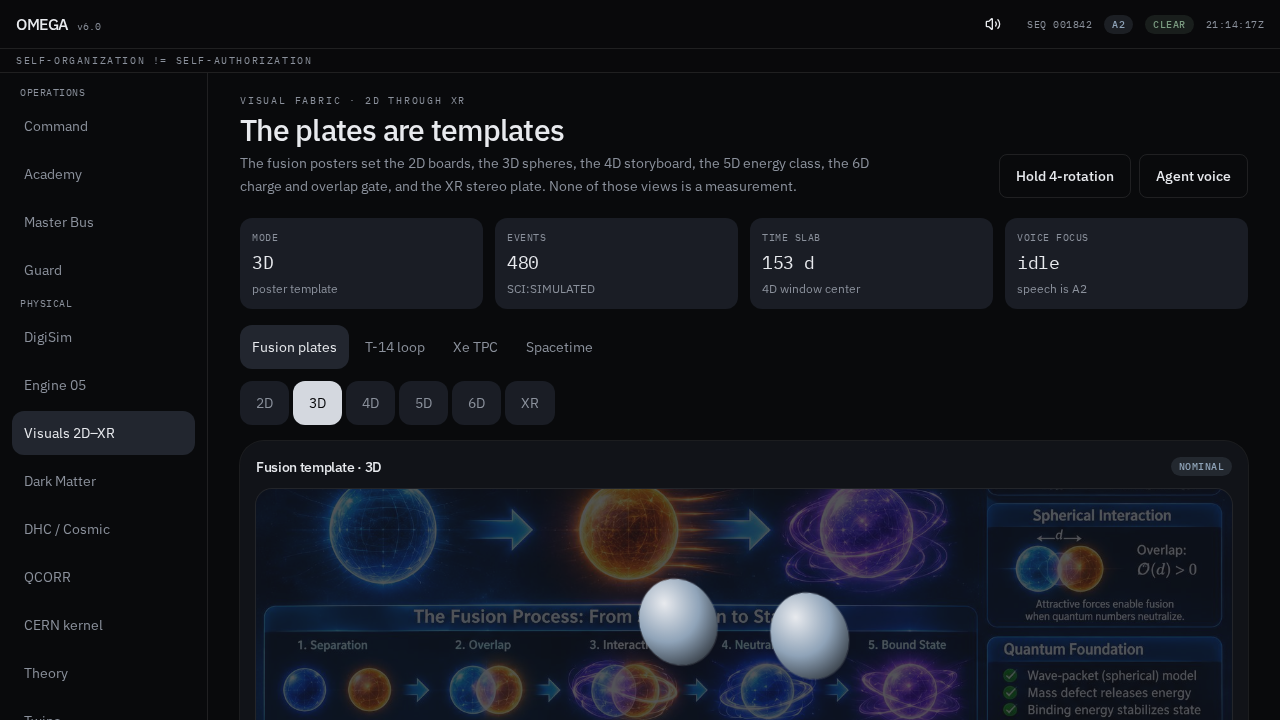 OMEGA v6.0
SEQ 001842 A2 CLEAR 21:14:17Z
SELF-ORGANIZATION != SELF-AUTHORIZATION
OPERATIONS
Command
Academy
Master Bus
Guard
PHYSICAL
DigiSim
Engine 05
Visuals 2D–XR
Dark Matter
DHC / Cosmic
QCORR
CERN kernel
Theory
VISUAL FABRIC · 2D THROUGH XR
The plates are templates
The fusion posters set the 2D boards, the 3D spheres, the 4D storyboard, the 5D energy class, the 6D
charge and overlap gate, and the XR stereo plate. None of those views is a measurement.
Hold 4-rotation
Agent voice
MODE
3D
poster template
EVENTS
480
SCI:SIMULATED
TIME SLAB
153 d
4D window center
VOICE FOCUS
idle
speech is A2
Fusion plates T-14 loop Xe TPC Spacetime
2D 3D 4D 5D 6D XR
Fusion template · 3D
NOMINAL
The Fusion Process: From
1. Separation
2. Overlap
3.
4.
5. Bound State
Spherical Interaction
d
Overlap:
𝒪(d) > 0
Attractive forces enable fusion
when quantum numbers neutralize.
Quantum Foundation
Wave-packet (spherical) model
Mass defect releases energy
Binding energy stabilizes state